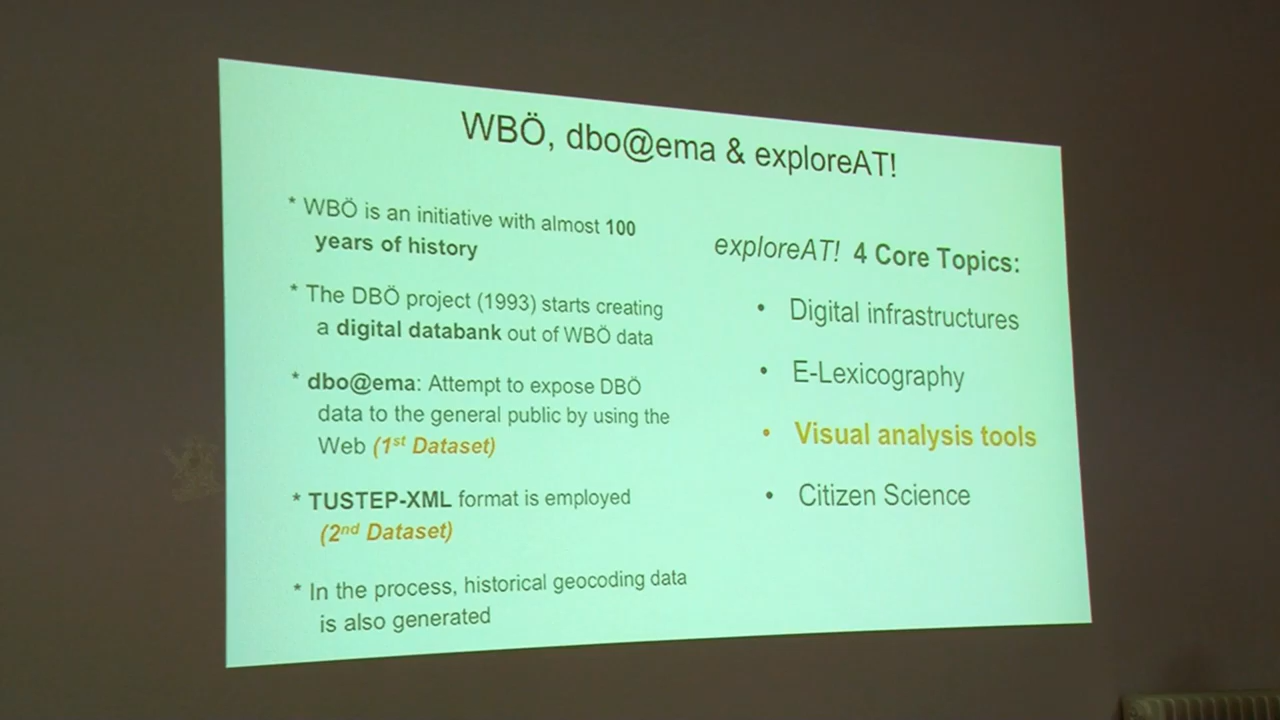 WBÖ, dbo@ema & exploreAT!
* WBÖ is an initiative with almost 100
years of history
* The DBÖ project (1993) starts creating
a digital databank out of WBÖ data
* dbo@ema: Attempt to expose DBÖ
data to the general public by using the
Web (1st Dataset)
* TUSTEP-XML format is employed
(2nd Dataset)
* In the process, historical geocoding data
is also generated
exploreAT! 4 Core Topics:
• Digital infrastructures
• E-Lexicography
• Visual analysis tools
• Citizen Science